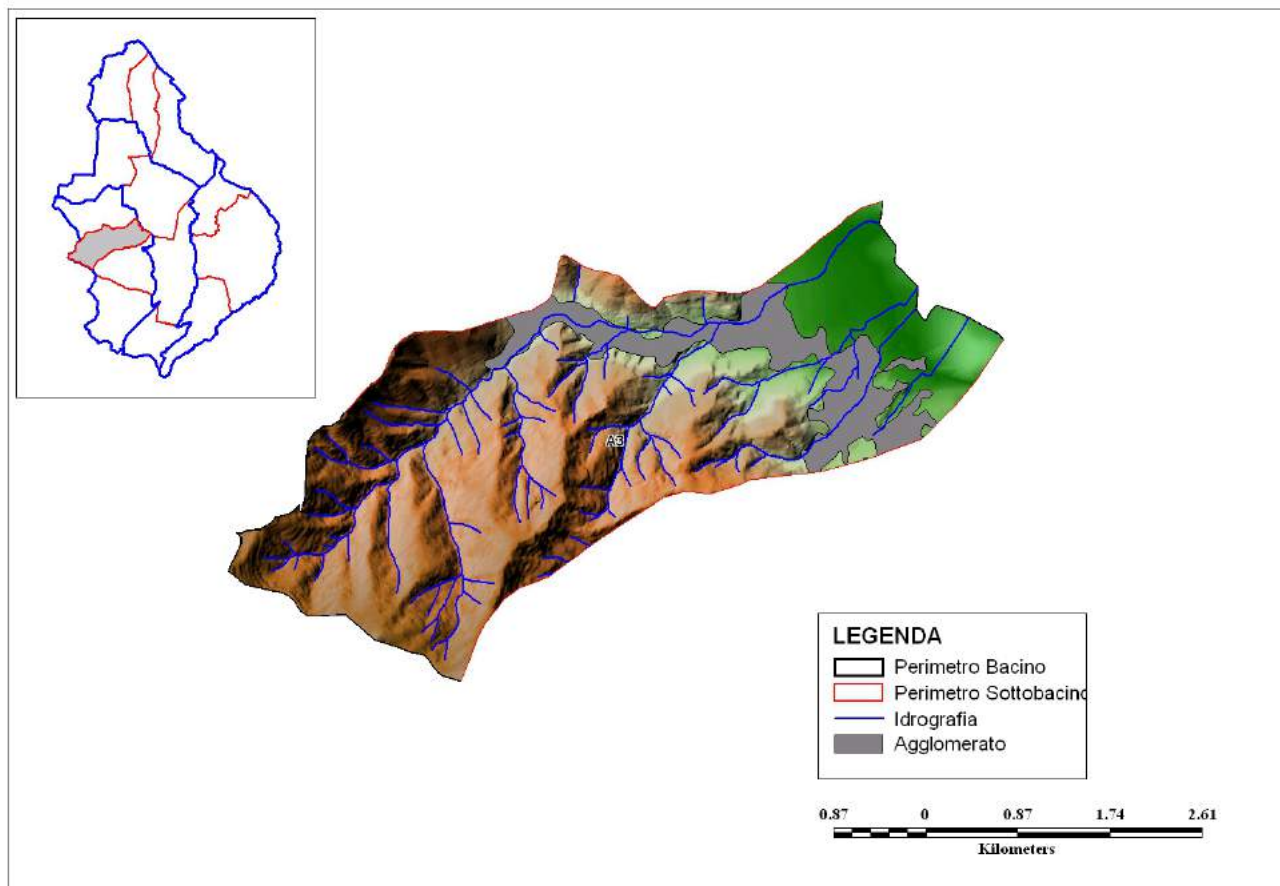 A3
LEGENDA
Perimetro Bacino
Perimetro Sottobacino
Idrografia
Agglomerato
0.87 0 0.87 1.74 2.61
Kilometers